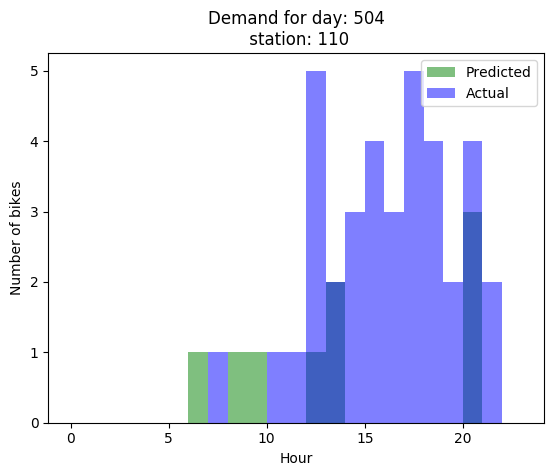 Demand for day: 504
station: 110
Predicted
Actual
Number of bikes
5
4
3
2
1
0
0
5
10
15
20
Hour